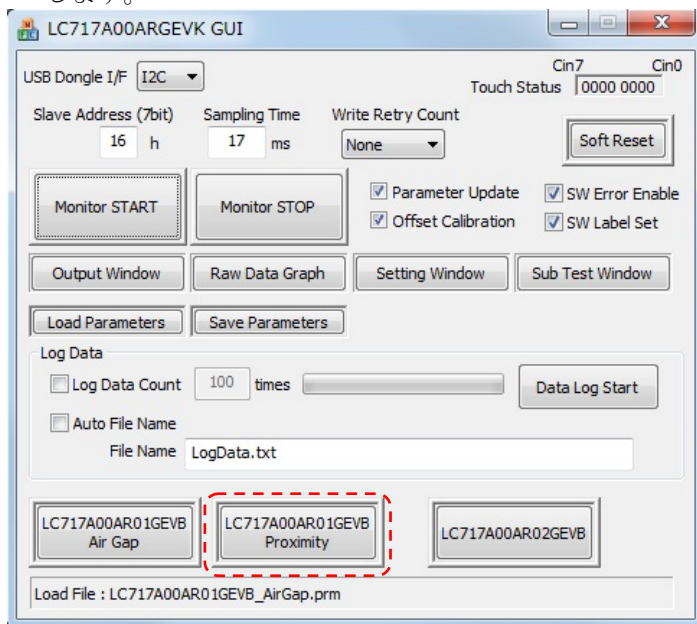 LC717A00ARGEVK GUI
USB Dongle I/F I2C
Cin7 Cin0
Touch Status 0000 0000
Slave Address (7bit) Sampling Time Write Retry Count
16 h 17 ms None Soft Reset
Monitor START Monitor STOP
Parameter Update SW Error Enable
Offset Calibration SW Label Set
Output Window Raw Data Graph Setting Window Sub Test Window
Load Parameters Save Parameters
Log Data
Log Data Count 100 times Data Log Start
Auto File Name
File Name LogData.txt
LC717A00AR01GEVB
Air Gap
LC717A00AR01GEVB
Proximity
LC717A00AR02GEVB
Load File : LC717A00AR01GEVB_AirGap.prm